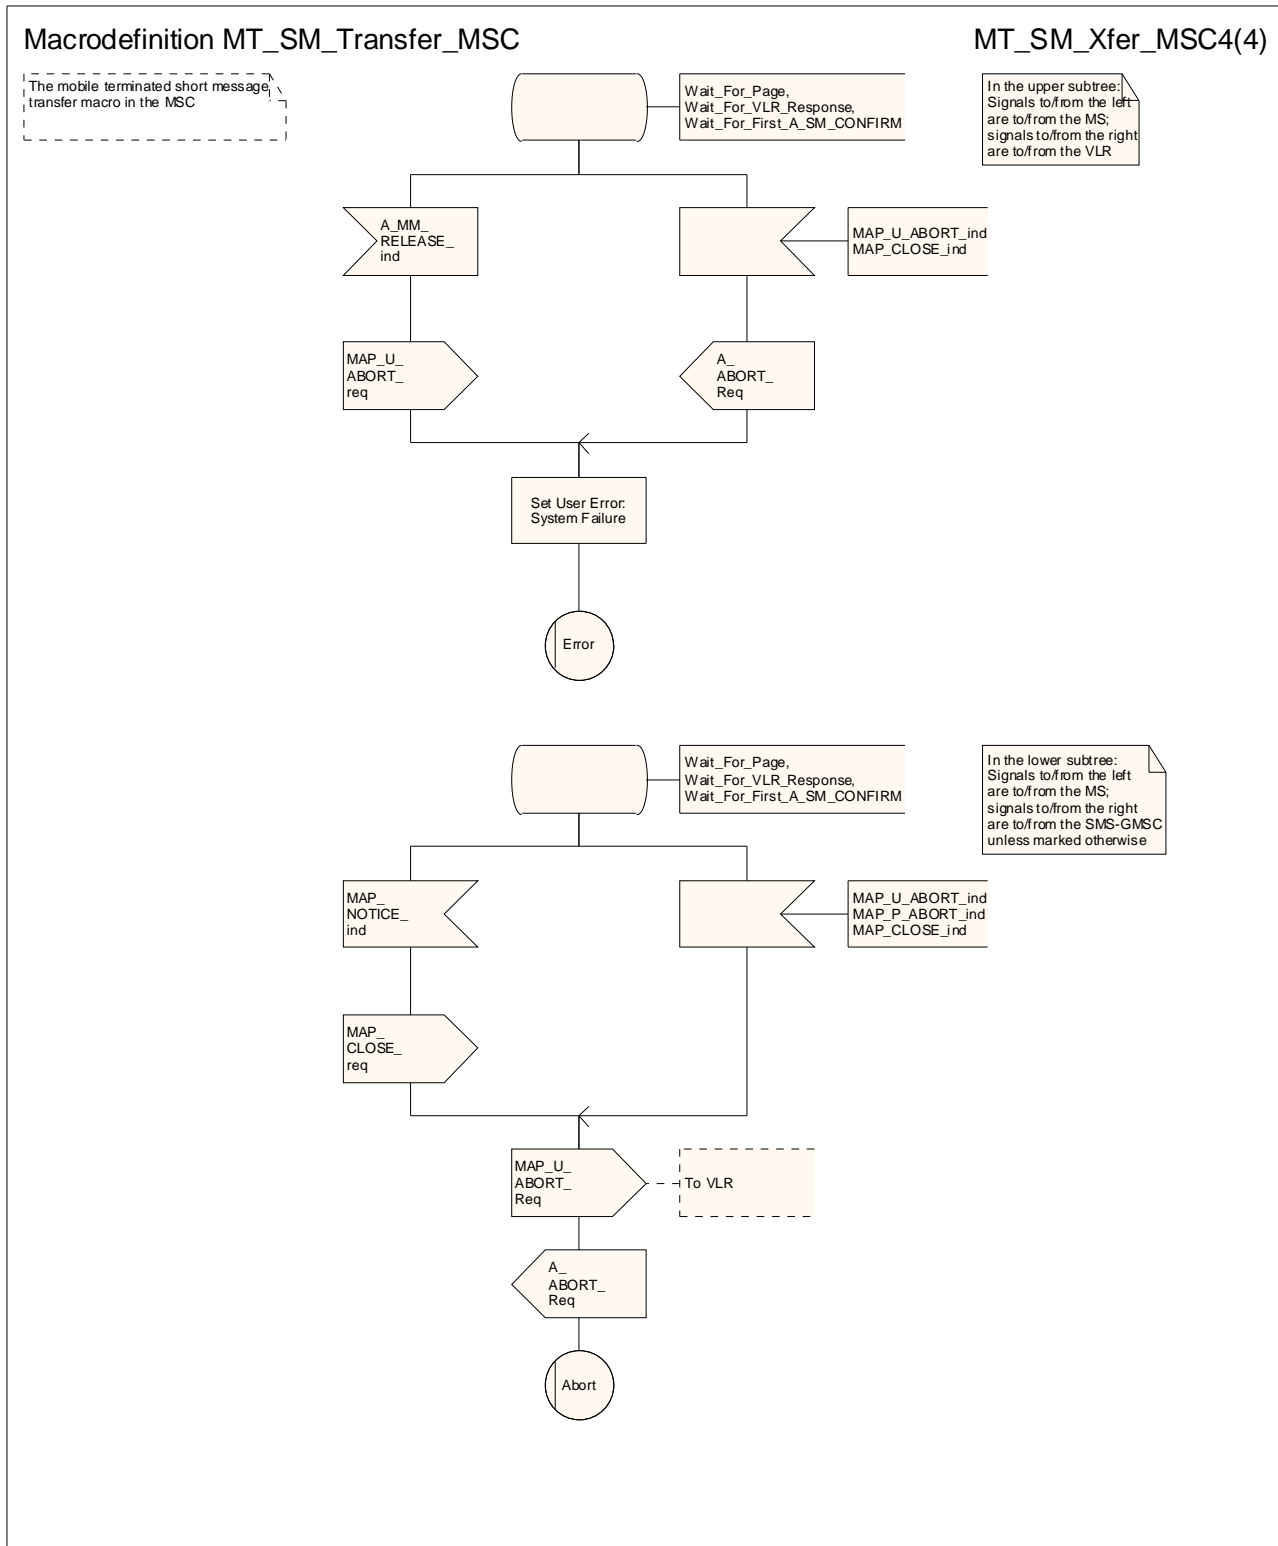 Macrodefinition MT_SM_Transfer_MSC
MT_SM_Xfer_MSC4(4)
The mobile terminated short message
transfer macro in the MSC
Wait_For_Page,
Wait_For_VLR_Response,
Wait_For_First_A_SM_CONFIRM
In the upper subtree:
Signals to/from the left
are to/from the MS;
signals to/from the right
are to/from the VLR
A_MM_
RELEASE_
ind
MAP_U_ABORT_ind
MAP_CLOSE_ind
MAP_U_
ABORT_
req
A_
ABORT_
Req
Set User Error:
System Failure
Error
Wait_For_Page,
Wait_For_VLR_Response,
Wait_For_First_A_SM_CONFIRM
In the lower subtree:
Signals to/from the left
are to/from the MS;
signals to/from the right
are to/from the SMS-GMSC
unless marked otherwise
MAP_
NOTICE_
ind
MAP_U_ABORT_ind
MAP_P_ABORT_ind
MAP_CLOSE_ind
MAP_
CLOSE_
req
MAP_U_
ABORT_
Req
To VLR
A_
ABORT_
Req
Abort